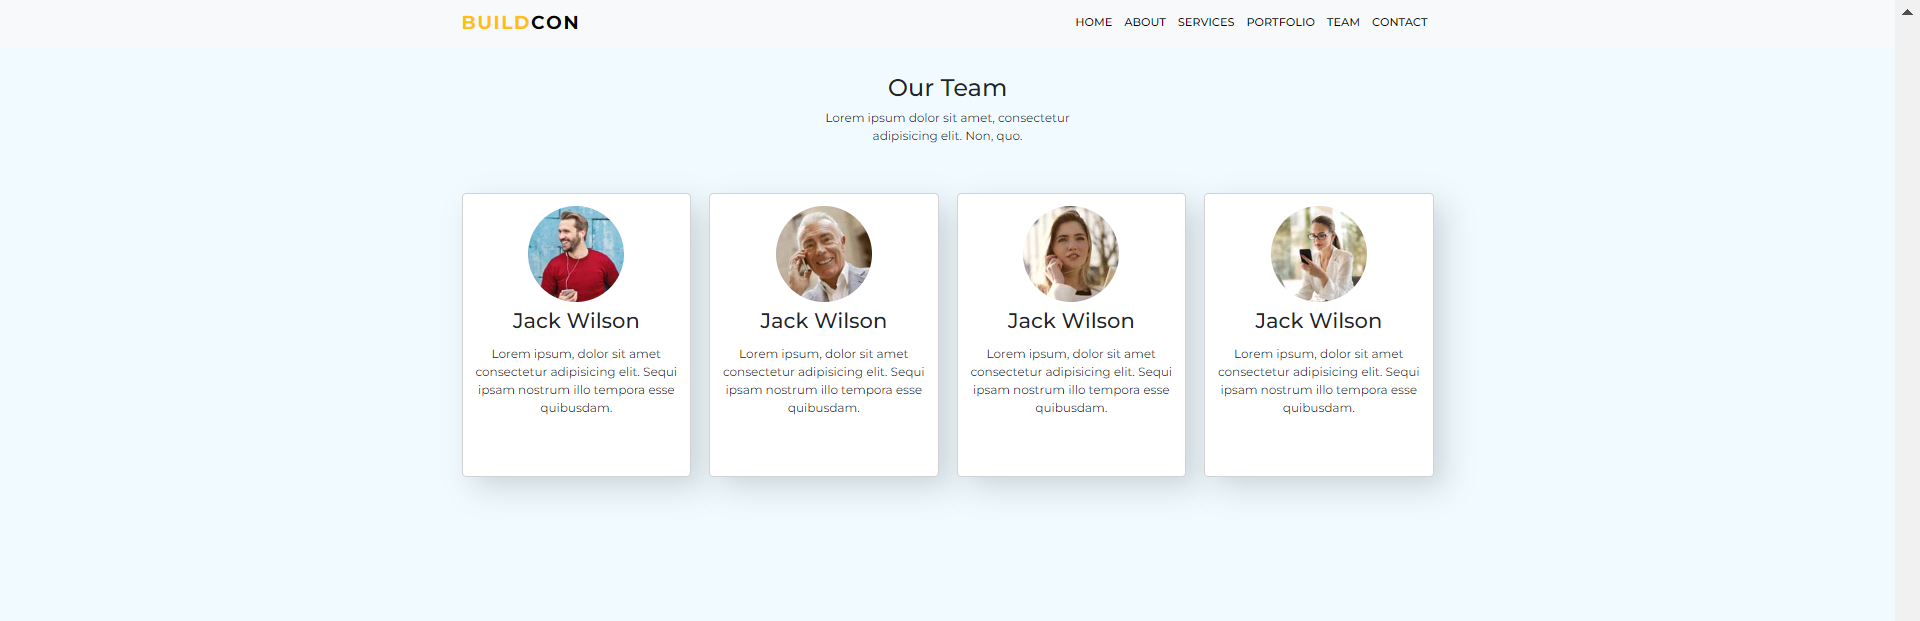 BUILDCON
HOME ABOUT SERVICES PORTFOLIO TEAM CONTACT
Our Team
Lorem ipsum dolor sit amet, consectetur
adipisicing elit. Non, quo.
Jack Wilson
Lorem ipsum, dolor sit amet
consectetur adipisicing elit. Sequi
ipsam nostrum illo tempora esse
quibusdam.
Jack Wilson
Lorem ipsum, dolor sit amet
consectetur adipisicing elit. Sequi
ipsam nostrum illo tempora esse
quibusdam.
Jack Wilson
Lorem ipsum, dolor sit amet
consectetur adipisicing elit. Sequi
ipsam nostrum illo tempora esse
quibusdam.
Jack Wilson
Lorem ipsum, dolor sit amet
consectetur adipisicing elit. Sequi
ipsam nostrum illo tempora esse
quibusdam.